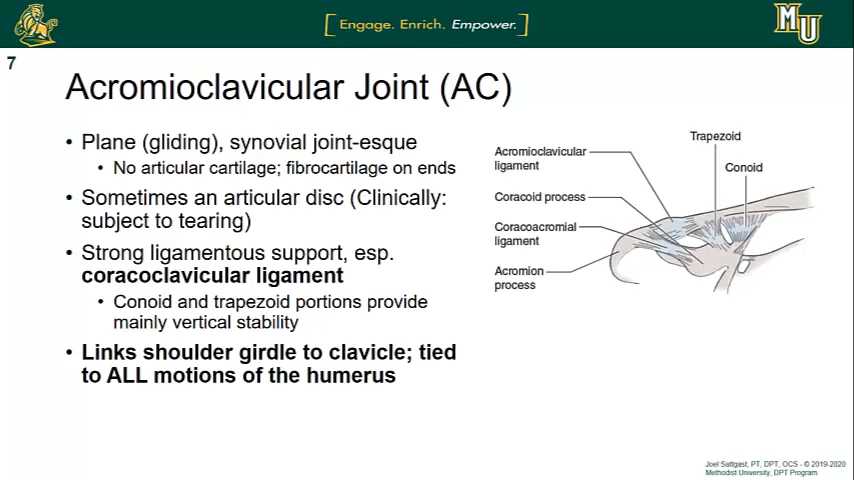 [ Engage. Enrich. Empower. ]
MU
7
Acromioclavicular Joint (AC)
• Plane (gliding), synovial joint-esque
• No articular cartilage; fibrocartilage on ends
• Sometimes an articular disc (Clinically:
subject to tearing)
• Strong ligamentous support, esp.
coracoclavicular ligament
• Conoid and trapezoid portions provide
mainly vertical stability
• Links shoulder girdle to clavicle; tied
to ALL motions of the humerus
Trapezoid
Conoid
Acromioclavicular
ligament
Coracoid process
Coracoacromial
ligament
Acromion
process
Joel Sattgast, PT, DPT, OCS - © 2019-2020
Methodist University, DPT Program